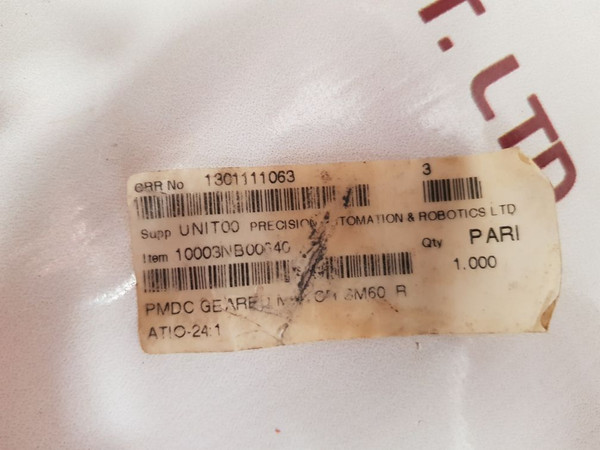 T. LTD
GRR No 1301111063 3
Supp UNIT00 PRECISION AUTOMATION & ROBOTICS LTD
Item Qty PARI
1.000
PMDC GEARED R
ATIO-24:1